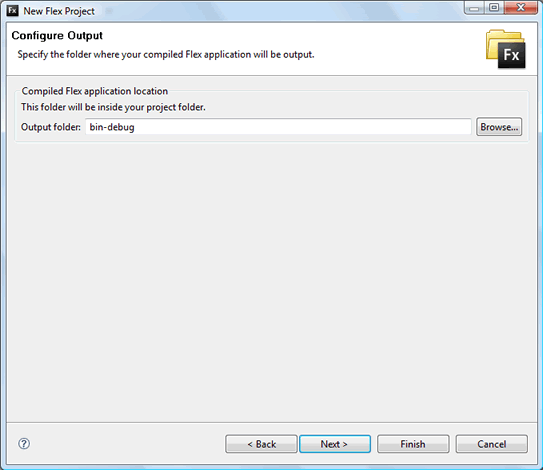 Fx New Flex Project
Configure Output
Specify the folder where your compiled Flex application will be output.
Fx
Compiled Flex application location
This folder will be inside your project folder.
Output folder: bin-debug Browse...
? < Back Next > Finish Cancel